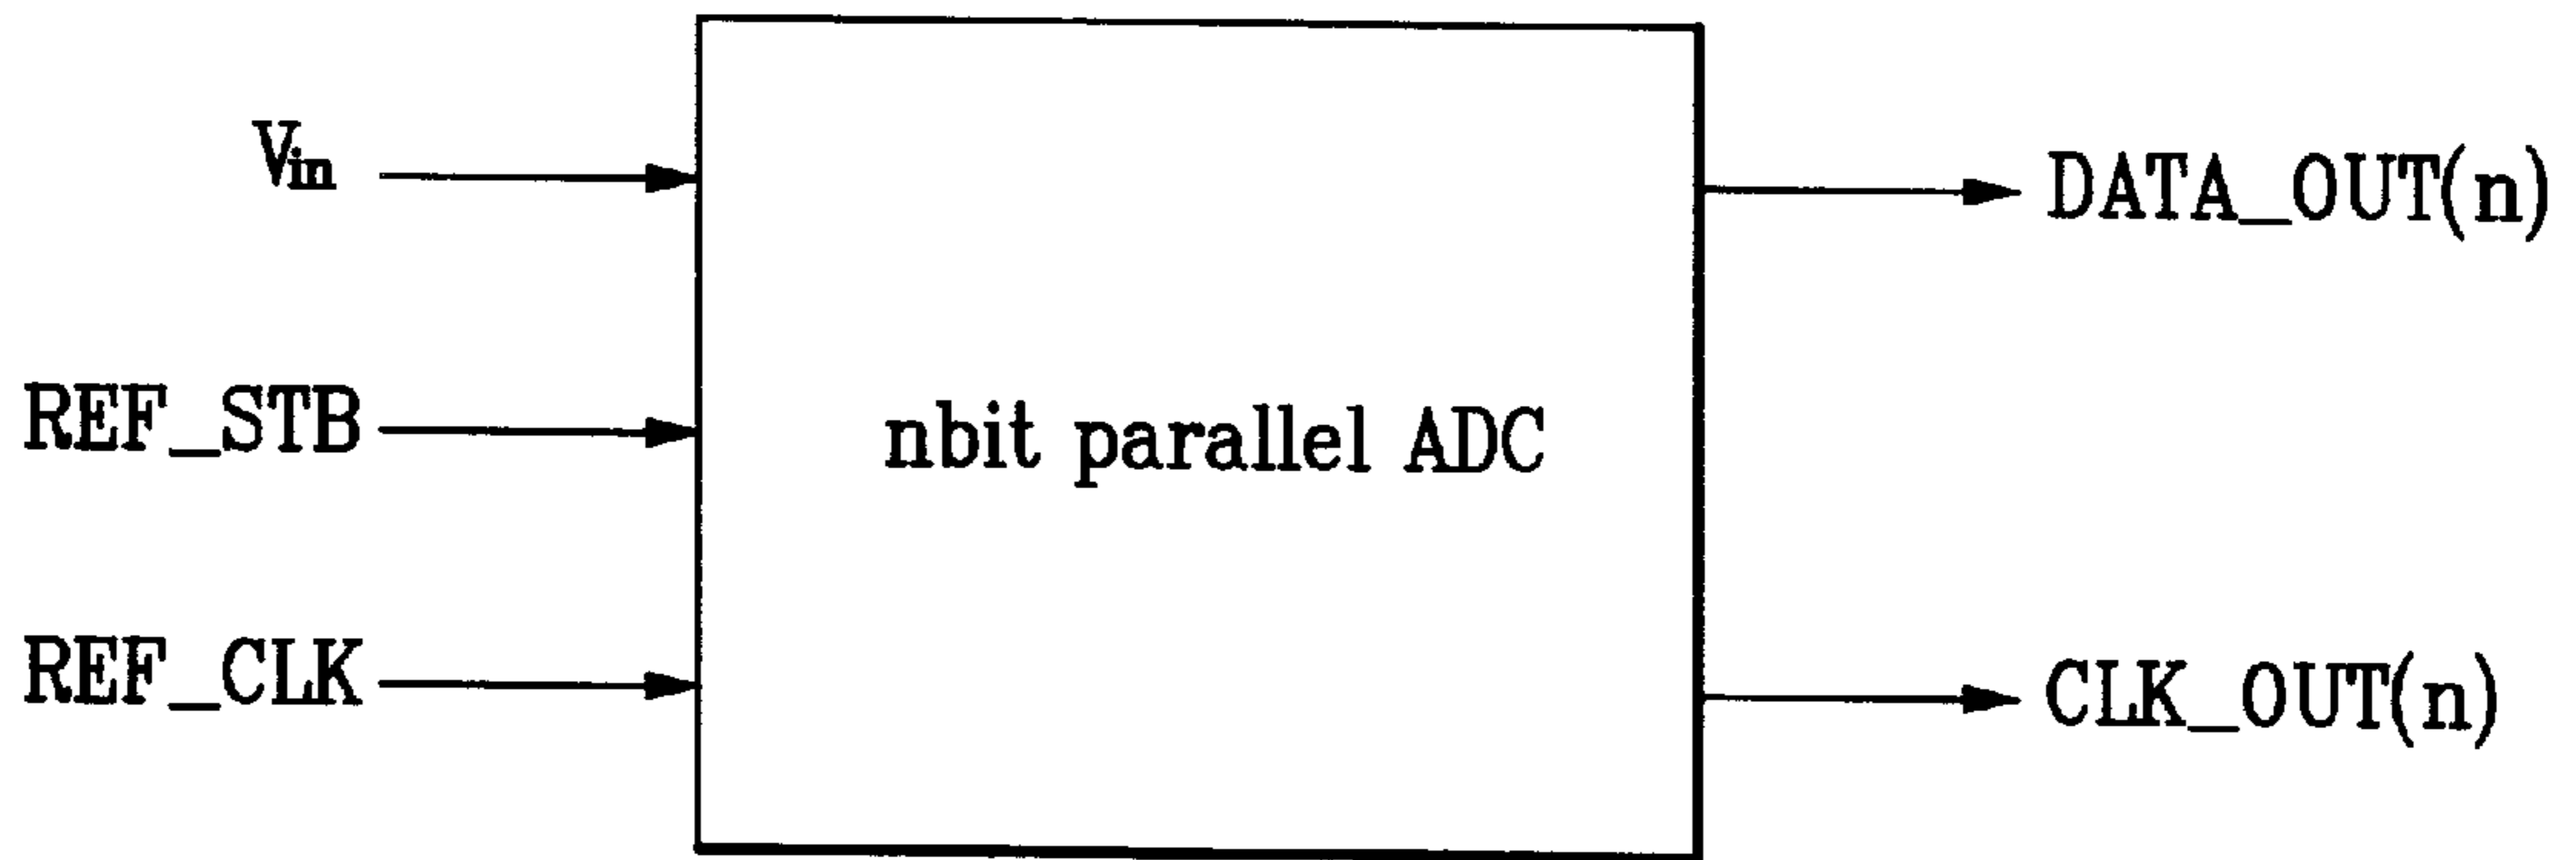 Vin
DATA_OUT(n)
REF_STB
nbit parallel ADC
REF_CLK
CLK_OUT(n)